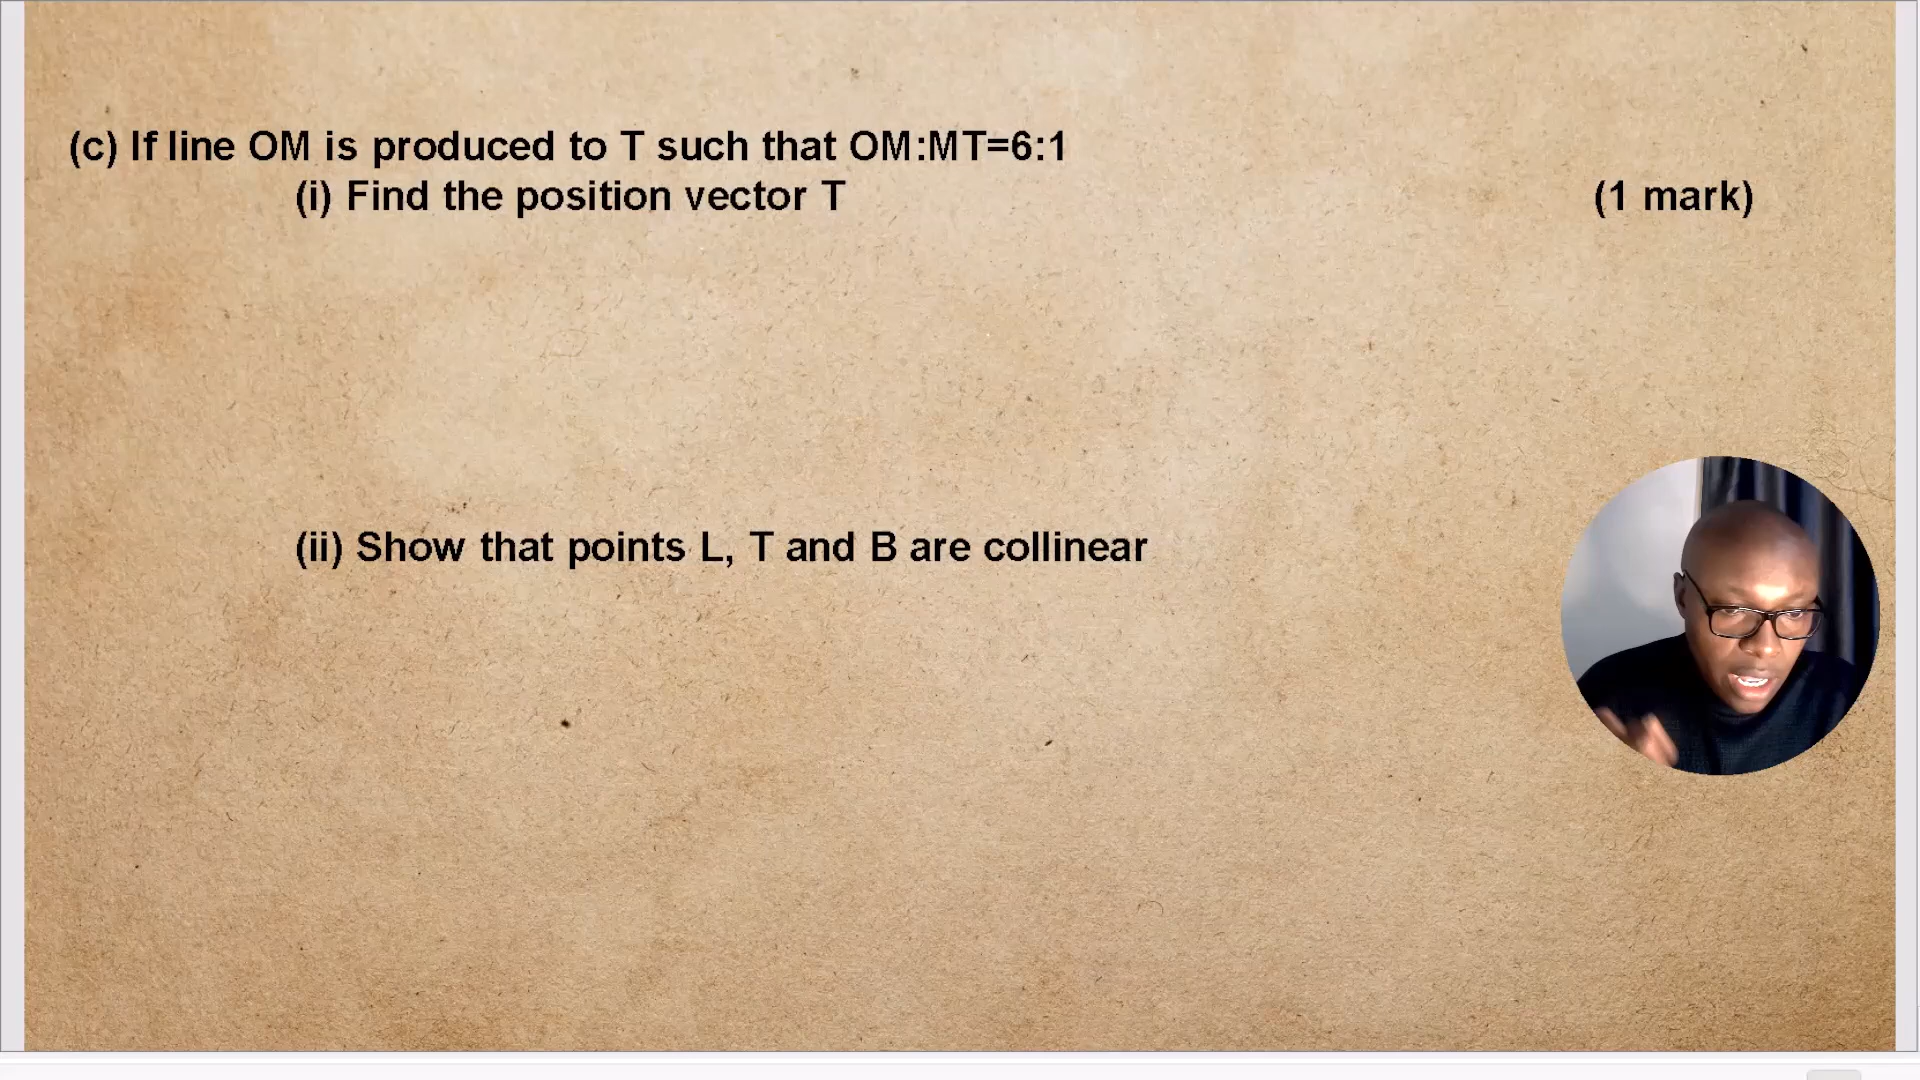 (c) If line OM is produced to T such that OM:MT=6:1
(i) Find the position vector T (1 mark)
(ii) Show that points L, T and B are collinear